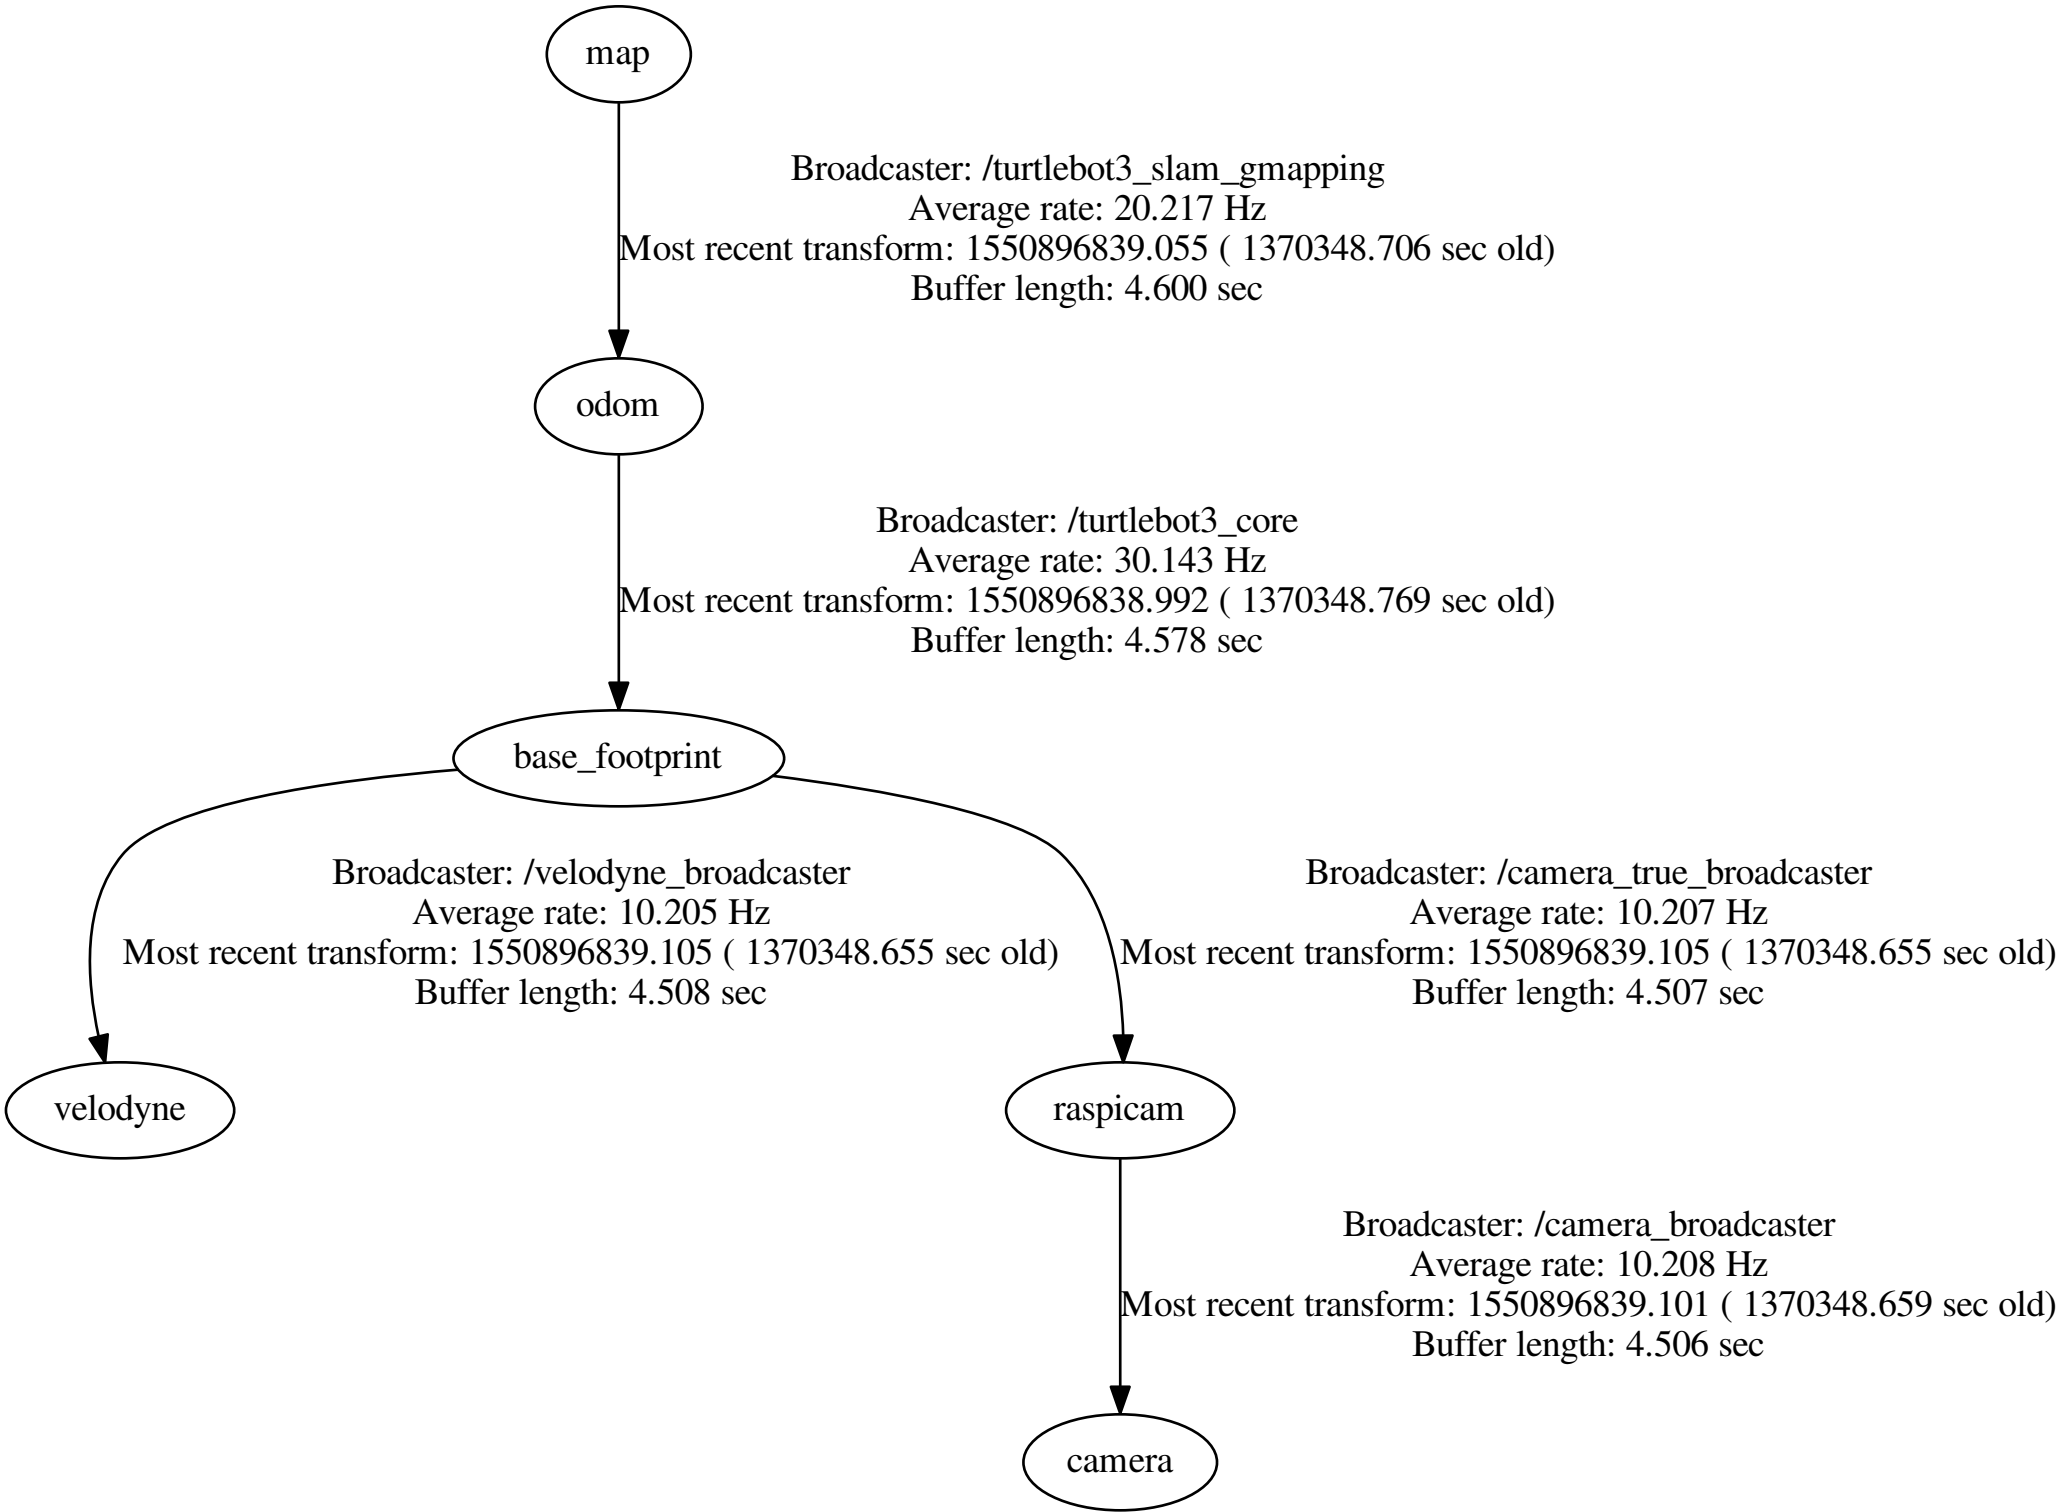 map
Broadcaster: /turtlebot3_slam_gmapping
Average rate: 20.217 Hz
Most recent transform: 1550896839.055 ( 1370348.706 sec old)
Buffer length: 4.600 sec
odom
Broadcaster: /turtlebot3_core
Average rate: 30.143 Hz
Most recent transform: 1550896838.992 ( 1370348.769 sec old)
Buffer length: 4.578 sec
base_footprint
Broadcaster: /velodyne_broadcaster
Average rate: 10.205 Hz
Most recent transform: 1550896839.105 ( 1370348.655 sec old)
Buffer length: 4.508 sec
Broadcaster: /camera_true_broadcaster
Average rate: 10.207 Hz
Most recent transform: 1550896839.105 ( 1370348.655 sec old)
Buffer length: 4.507 sec
velodyne
raspicam
Broadcaster: /camera_broadcaster
Average rate: 10.208 Hz
Most recent transform: 1550896839.101 ( 1370348.659 sec old)
Buffer length: 4.506 sec
camera